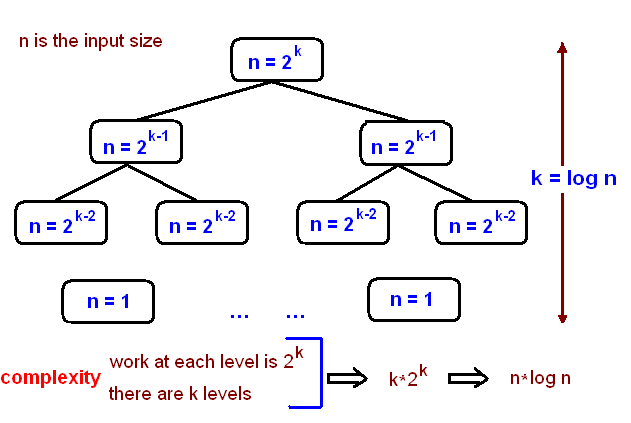 n is the input size
n = 2^k
n = 2^k-1
n = 2^k-1
k = log n
n = 2^k-2
n = 2^k-2
n = 2^k-2
n = 2^k-2
n = 1
... ...
n = 1
complexity
work at each level is 2^k
there are k levels
k*2^k
n*log n